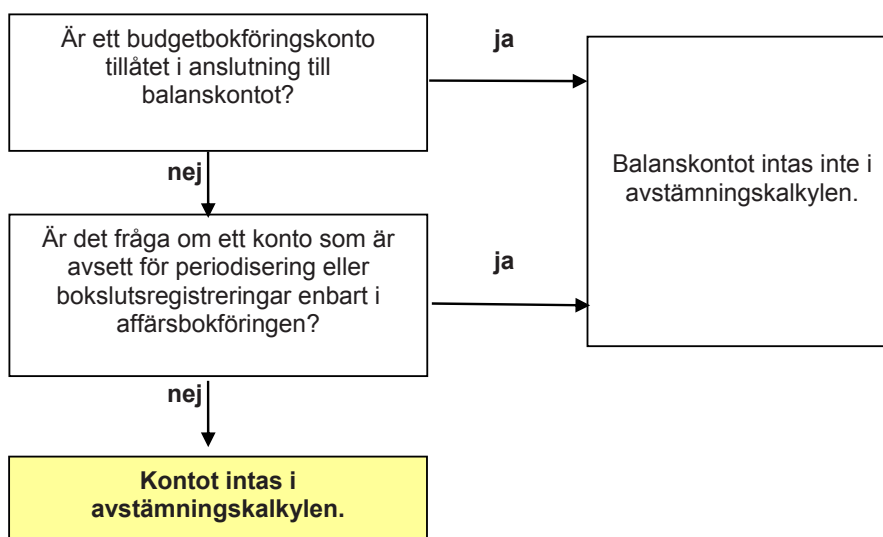 Är ett budgetbokföringskonto
tillåtet i anslutning till
balanskontot?
ja
Balanskontot intas inte i
avstämningskalkylen.
nej
Är det fråga om ett konto som är
avsett för periodisering eller
bokslutsregistreringar enbart i
affärsbokföringen?
ja
nej
Kontot intas i
avstämningskalkylen.